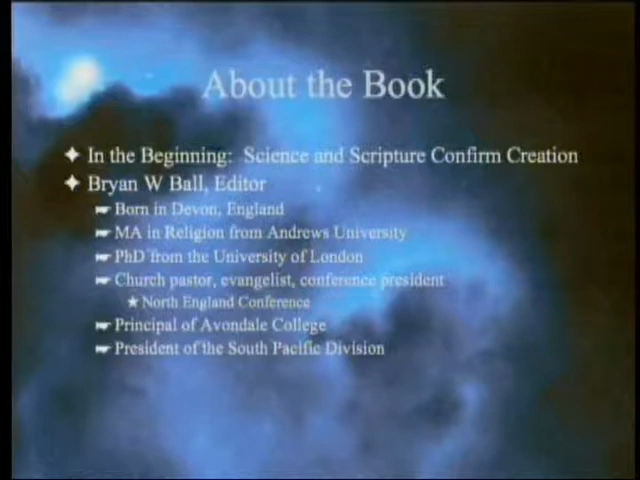 About the Book
In the Beginning: Science and Scripture Confirm Creation
Bryan W Ball, Editor
Born in Devon, England
MA in Religion from Andrews University
PhD from the University of London
Church pastor, evangelist, conference president
North England Conference
Principal of Avondale College
President of the South Pacific Division